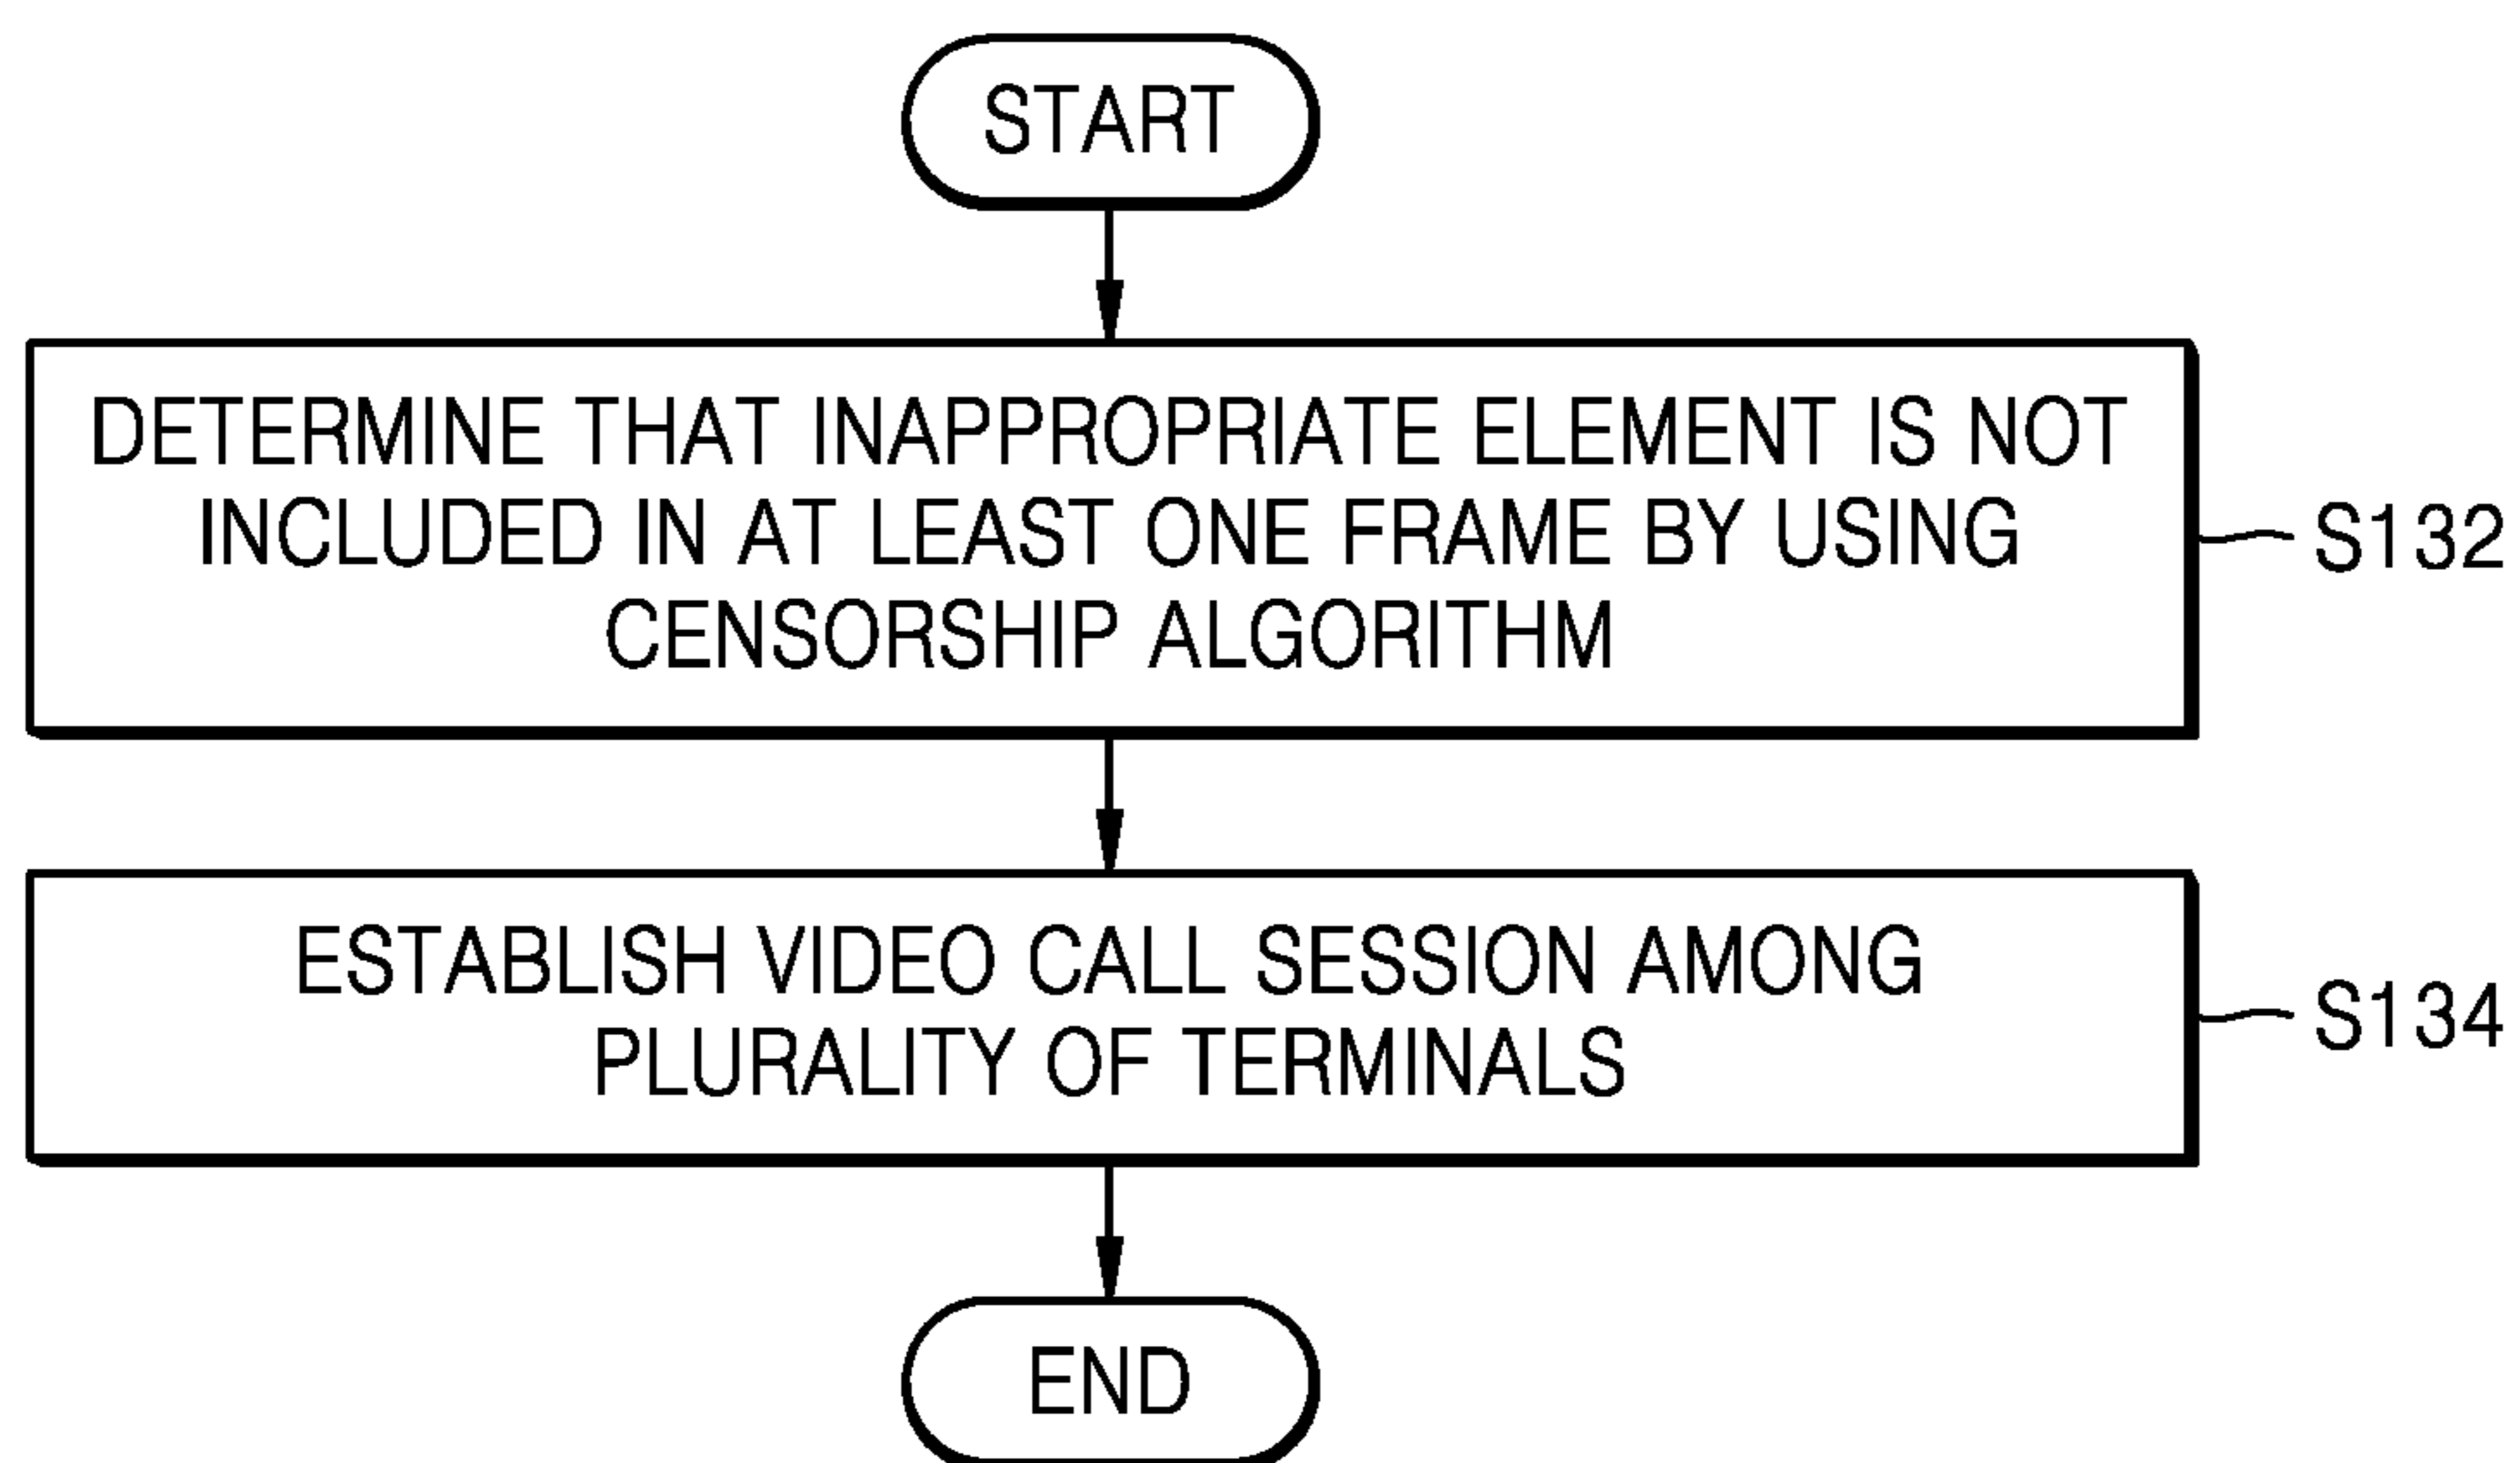 START
DETERMINE THAT INAPPROPRIATE ELEMENT IS NOT
INCLUDED IN AT LEAST ONE FRAME BY USING
CENSORSHIP ALGORITHM
S132
ESTABLISH VIDEO CALL SESSION AMONG
PLURALITY OF TERMINALS
S134
END